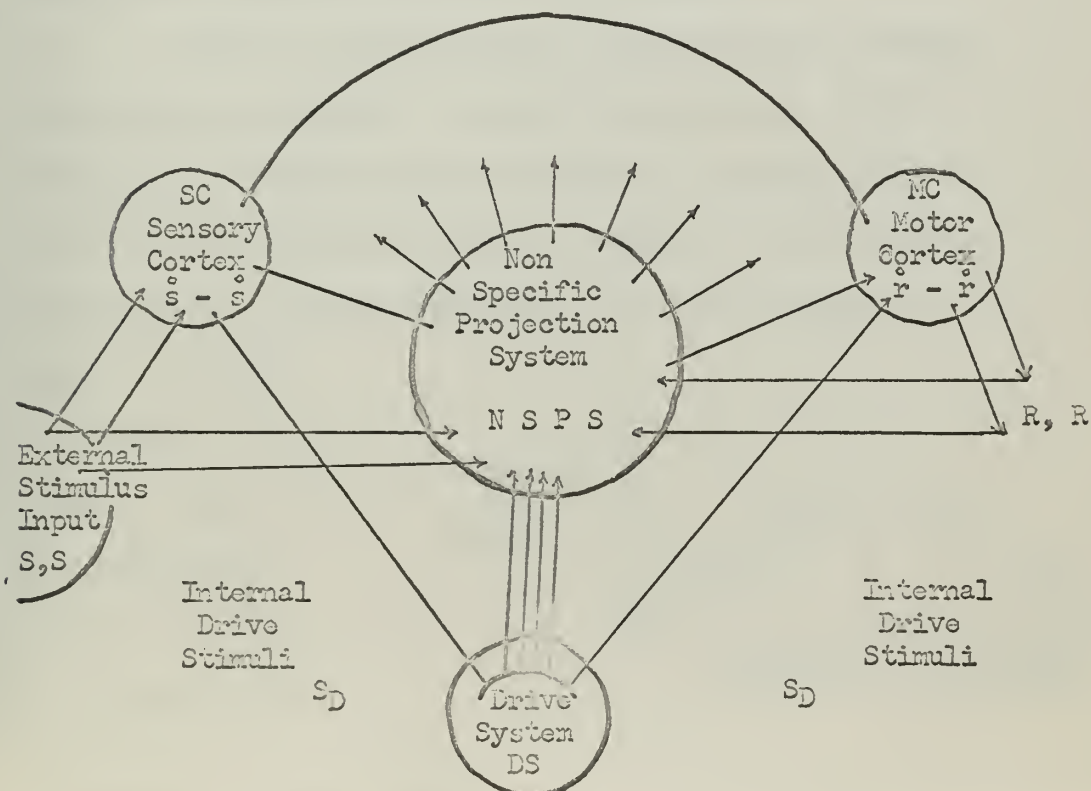 SC
Sensory
Cortex
s̊ - s̊
Non
Specific
Projection
System
N S P S
MC
Motor
Cortex
r̊ - r̊
R, R
External
Stimulus
Input
S,S
Internal
Drive
Stimuli
S_D
Drive
System
DS
Internal
Drive
Stimuli
S_D